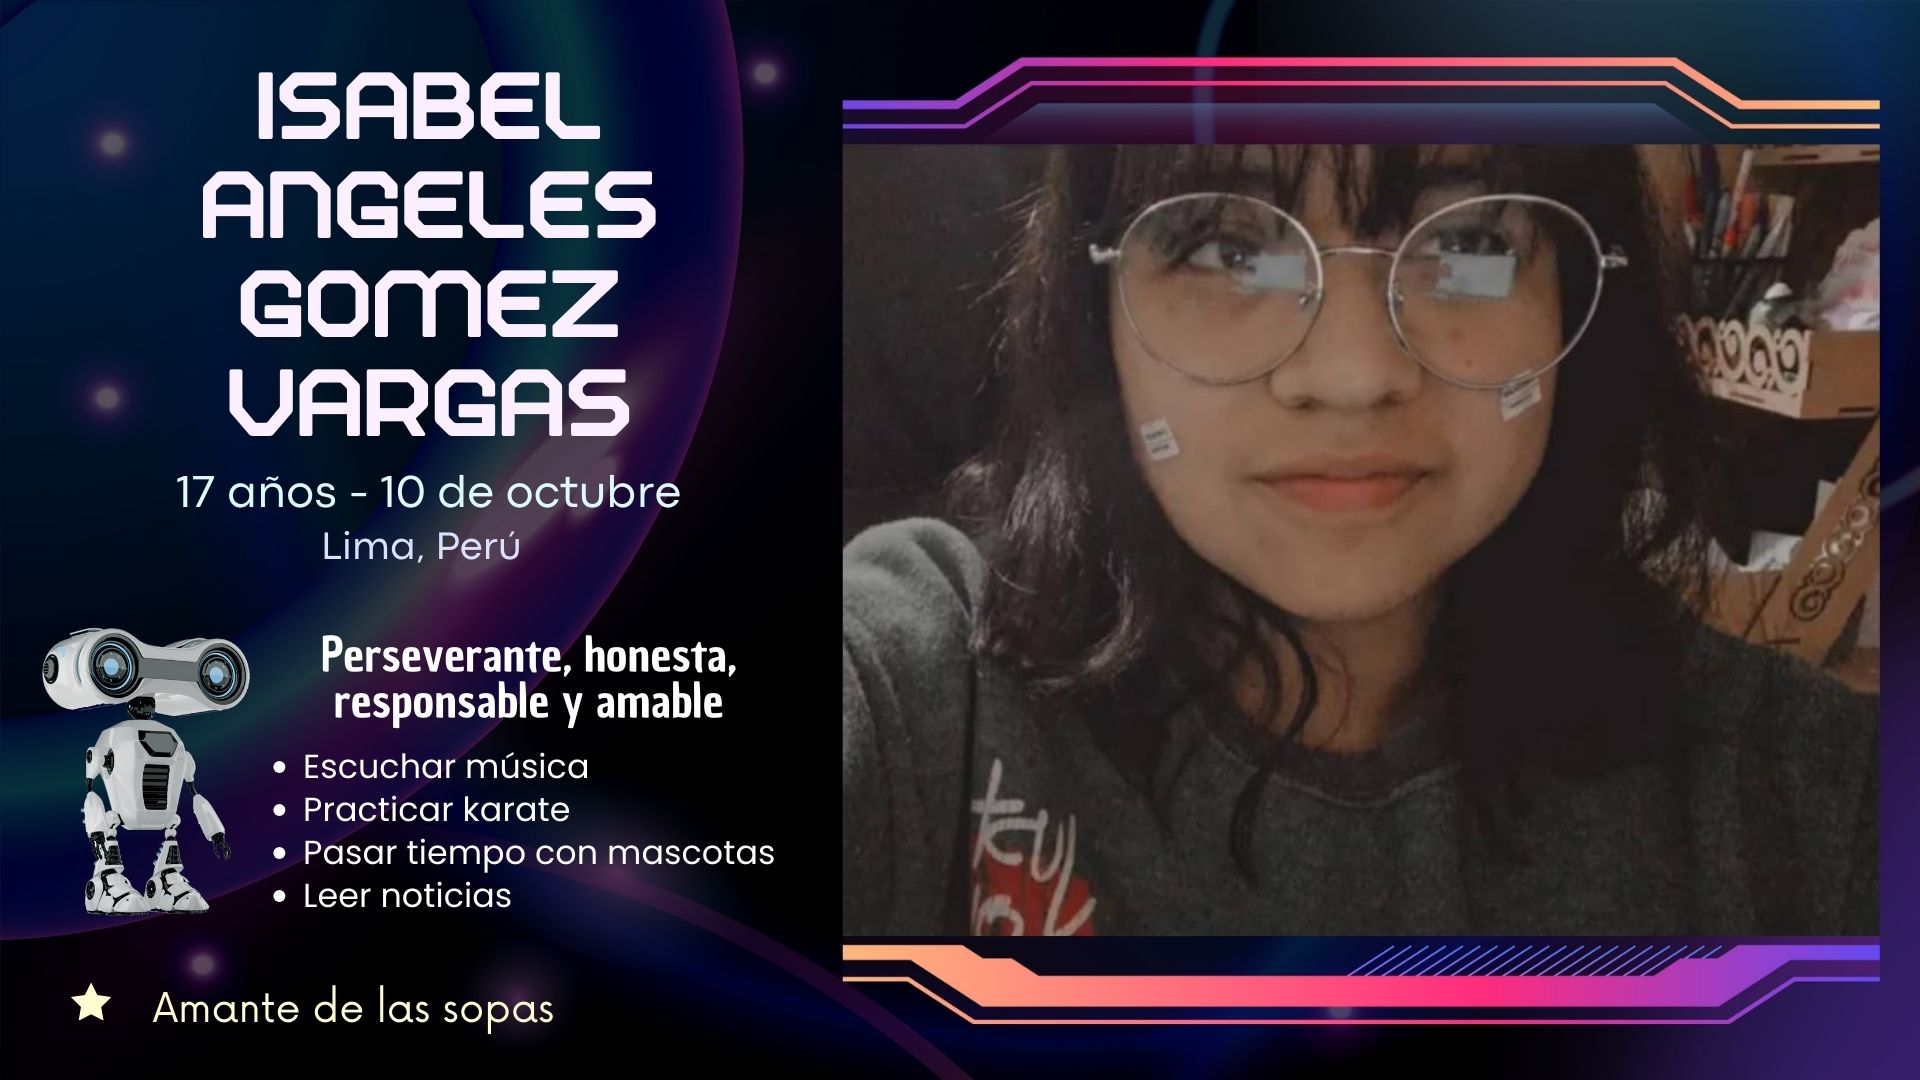 ISABEL
ANGELES
GOMEZ
VARGAS
17 años - 10 de octubre
Lima, Perú
Perseverante, honesta,
responsable y amable
Escuchar música
Practicar karate
Pasar tiempo con mascotas
Leer noticias
Amante de las sopas